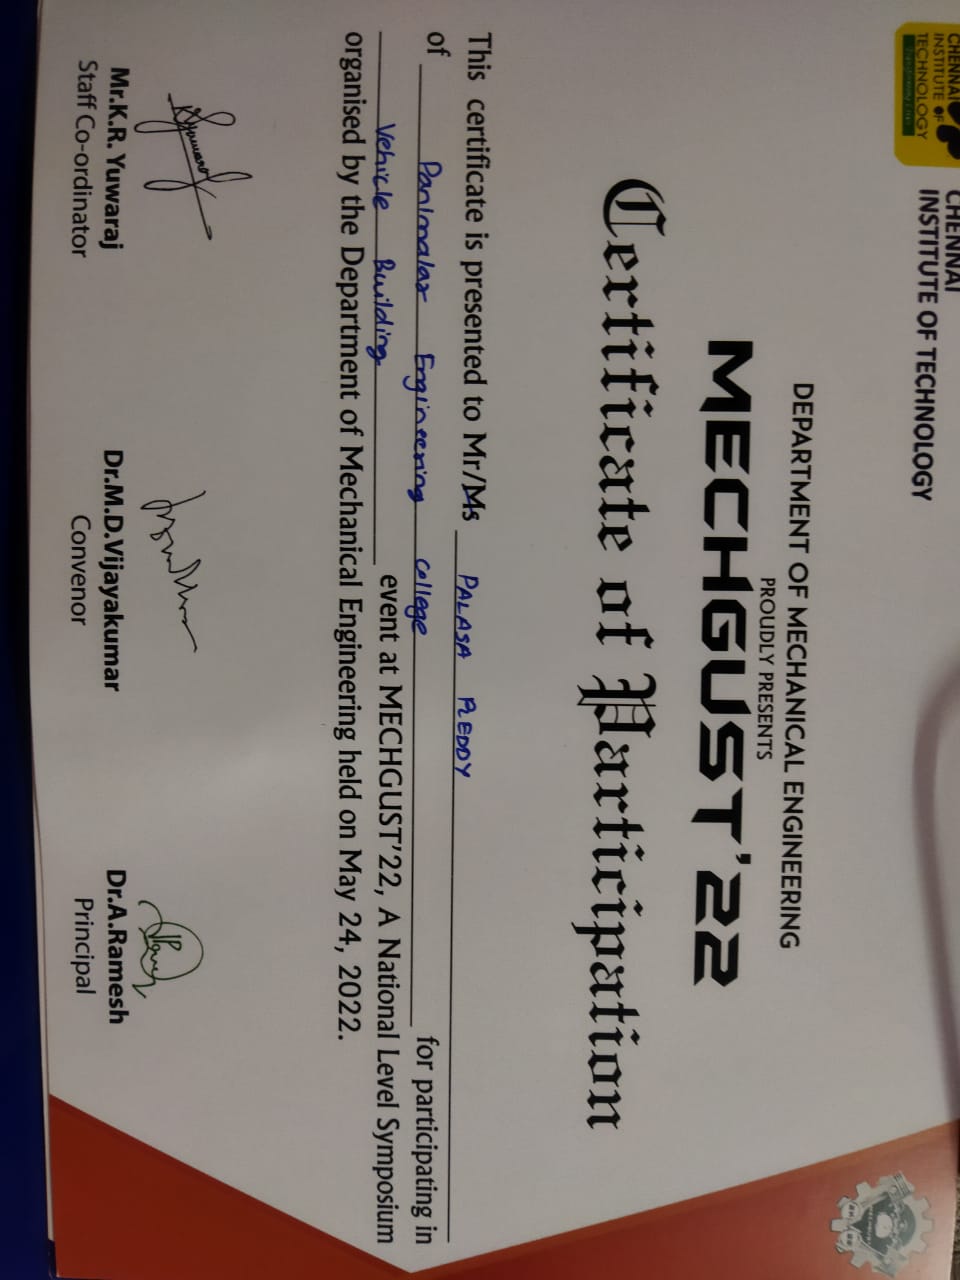 CHENNAI
INSTITUTE OF
TECHNOLOGY
CHENNAI
INSTITUTE OF TECHNOLOGY
MECHGUST
DEPARTMENT OF MECHANICAL ENGINEERING
PROUDLY PRESENTS
MECHGUST'22
Certificate of Participation
This certificate is presented to Mr/Ms PALASA REDDY
of Panimalar Engineering College for participating in
Vehicle Building event at MECHGUST'22, A National Level Symposium
organised by the Department of Mechanical Engineering held on May 24, 2022.
Mr.K.R. Yuwaraj Dr.M.D.Vijayakumar Dr.A.Ramesh
Staff Co-ordinator Convenor Principal